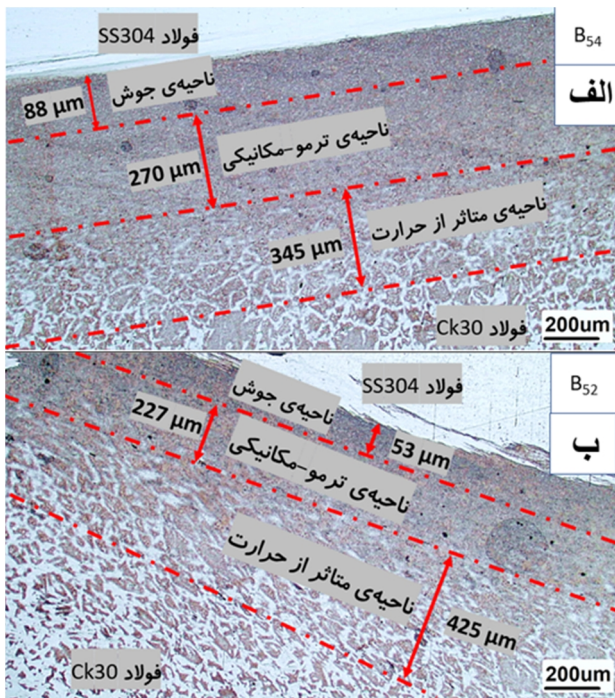 فولاد SS304
B54
الف
ناحیه‌ی جوش
88 µm
ناحیه‌ی ترمو-مکانیکی
270 µm
ناحیه‌ی متاثر از حرارت
345 µm
فولاد Ck30
200um
فولاد SS304
B52
ب
ناحیه‌ی جوش
53 µm
227 µm
ناحیه‌ی ترمو-مکانیکی
ناحیه‌ی متاثر از حرارت
425 µm
فولاد Ck30
200um